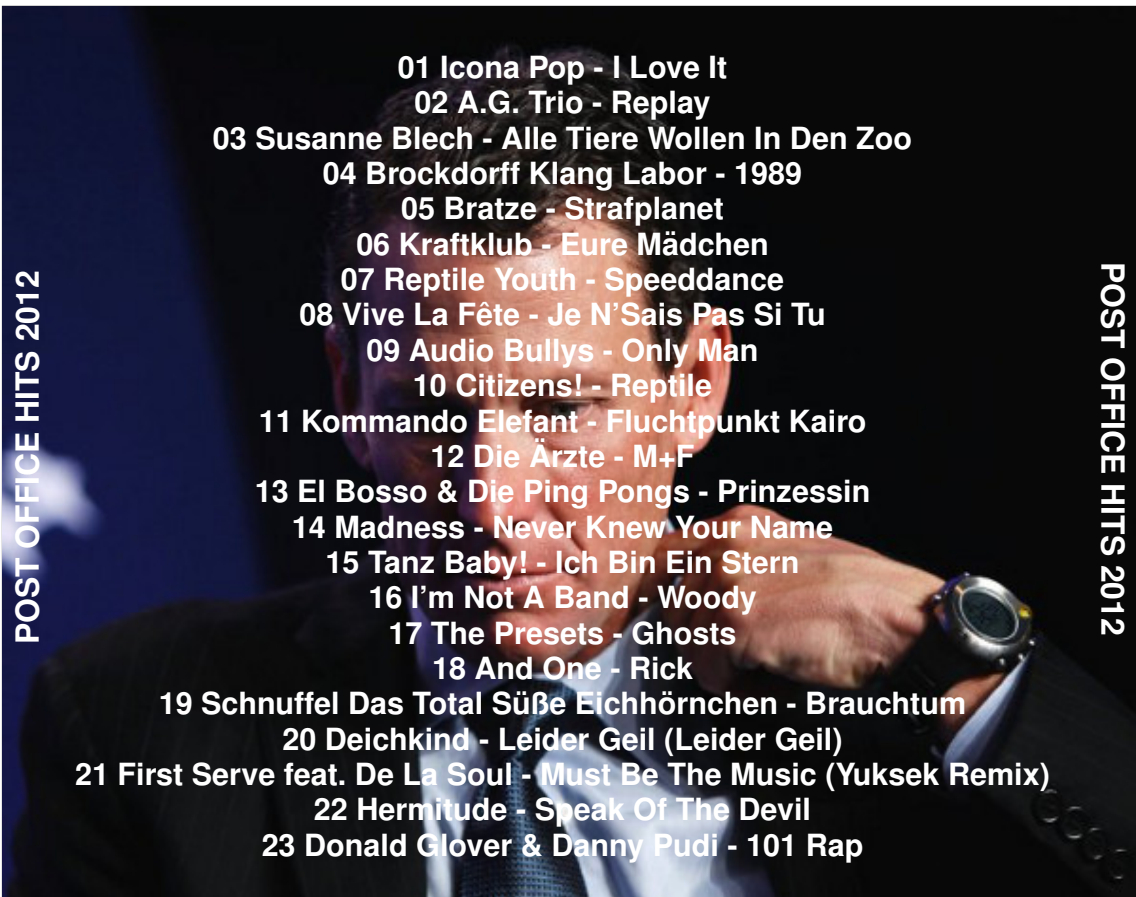 01 Icona Pop - I Love It
02 A.G. Trio - Replay
03 Susanne Blech - Alle Tiere Wollen In Den Zoo
04 Brockdorff Klang Labor - 1989
05 Bratze - Strafplanet
06 Kraftklub - Eure Mädchen
07 Reptile Youth - Speeddance
08 Vive La Fête - Je N'Sais Pas Si Tu
09 Audio Bullys - Only Man
10 Citizens! - Reptile
11 Kommando Elefant - Fluchtpunkt Kairo
12 Die Ärzte - M+F
13 El Bosso & Die Ping Pongs - Prinzessin
14 Madness - Never Knew Your Name
15 Tanz Baby! - Ich Bin Ein Stern
16 I'm Not A Band - Woody
17 The Presets - Ghosts
18 And One - Rick
19 Schnuffel Das Total Süße Eichhörnchen - Brauchtum
20 Deichkind - Leider Geil (Leider Geil)
21 First Serve feat. De La Soul - Must Be The Music (Yuksek Remix)
22 Hermitude - Speak Of The Devil
23 Donald Glover & Danny Pudi - 101 Rap
POST OFFICE HITS 2012
POST OFFICE HITS 2012